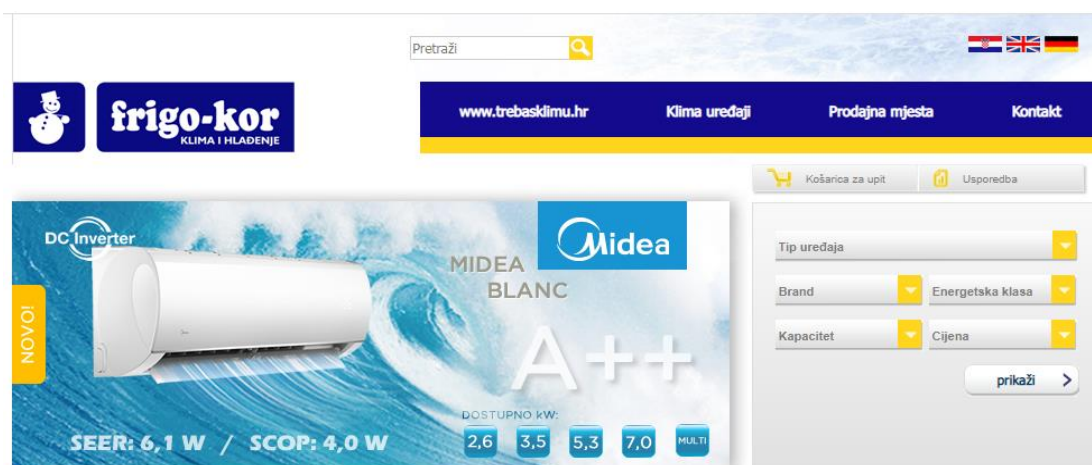 Pretraži
frigo-kor
KLIMA I HLAĐENJE
www.trebasklimu.hr Klima uređaji Prodajna mjesta Kontakt
Košarica za upit Usporedba
DC Inverter
Midea
MIDEA
BLANC
NOVO!
A++
DOSTUPNO kW:
2,6 3,5 5,3 7,0 MULTI
SEER: 6,1 W / SCOP: 4,0 W
Tip uređaja
Brand Energetska klasa
Kapacitet Cijena
prikaži